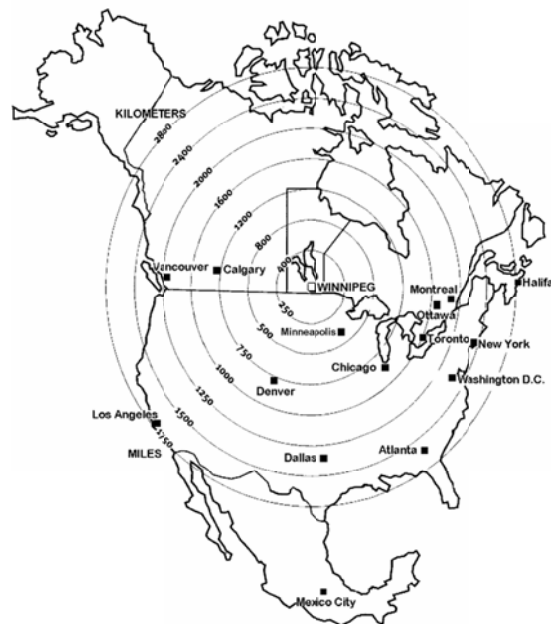 KILOMETERS
2800
2400
2000
1600
1200
800
400
Vancouver
Calgary
WINNIPEG
Halifa
Montreal
Ottawa
250
Minneapolis
500
Toronto
New York
750
Chicago
Washington D.C.
1000
Denver
1250
Los Angeles
1500
1750
MILES
Dallas
Atlanta
Mexico City